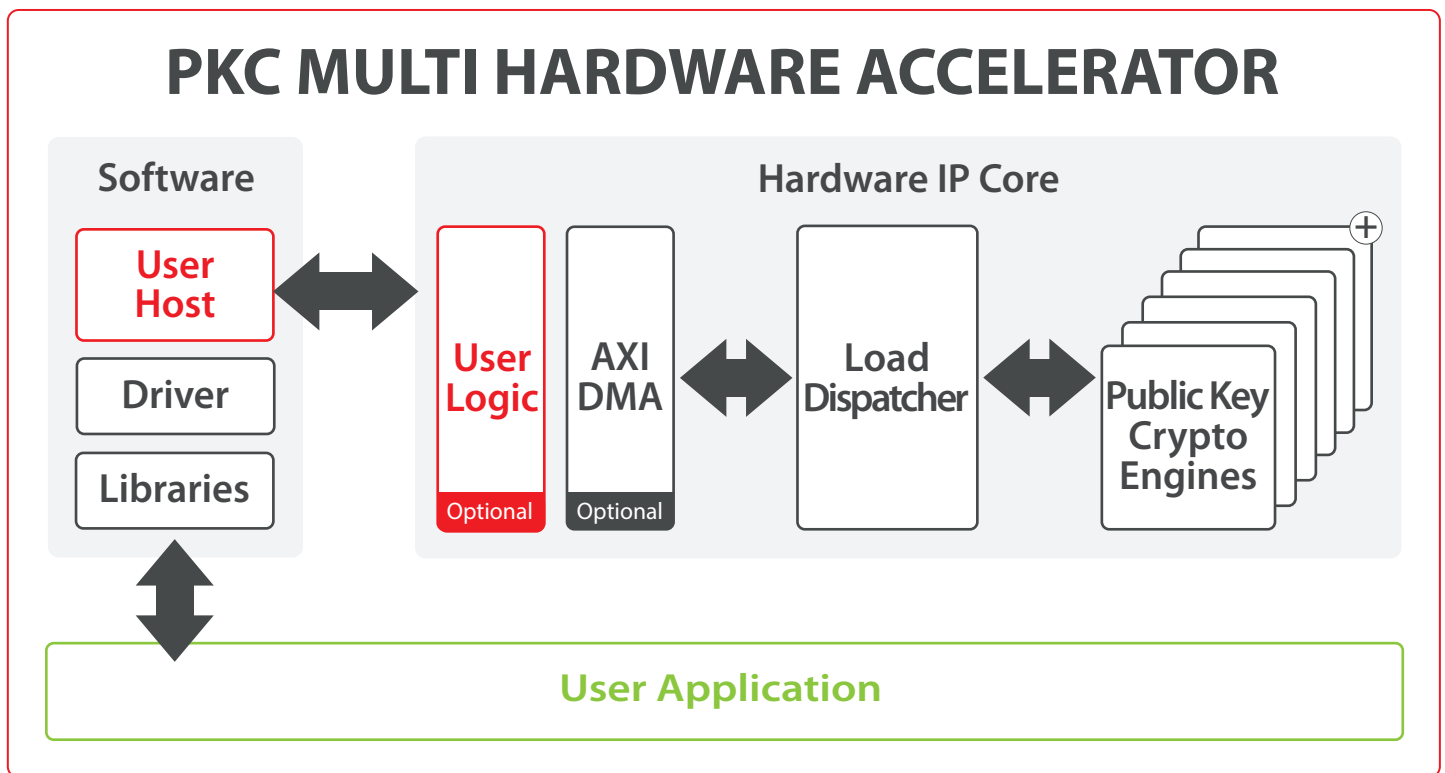 PKC MULTI HARDWARE ACCELERATOR
Software
User
Host
Driver
Libraries
Hardware IP Core
User
Logic
Optional
AXI
DMA
Optional
Load
Dispatcher
+
Public Key
Crypto
Engines
User Application